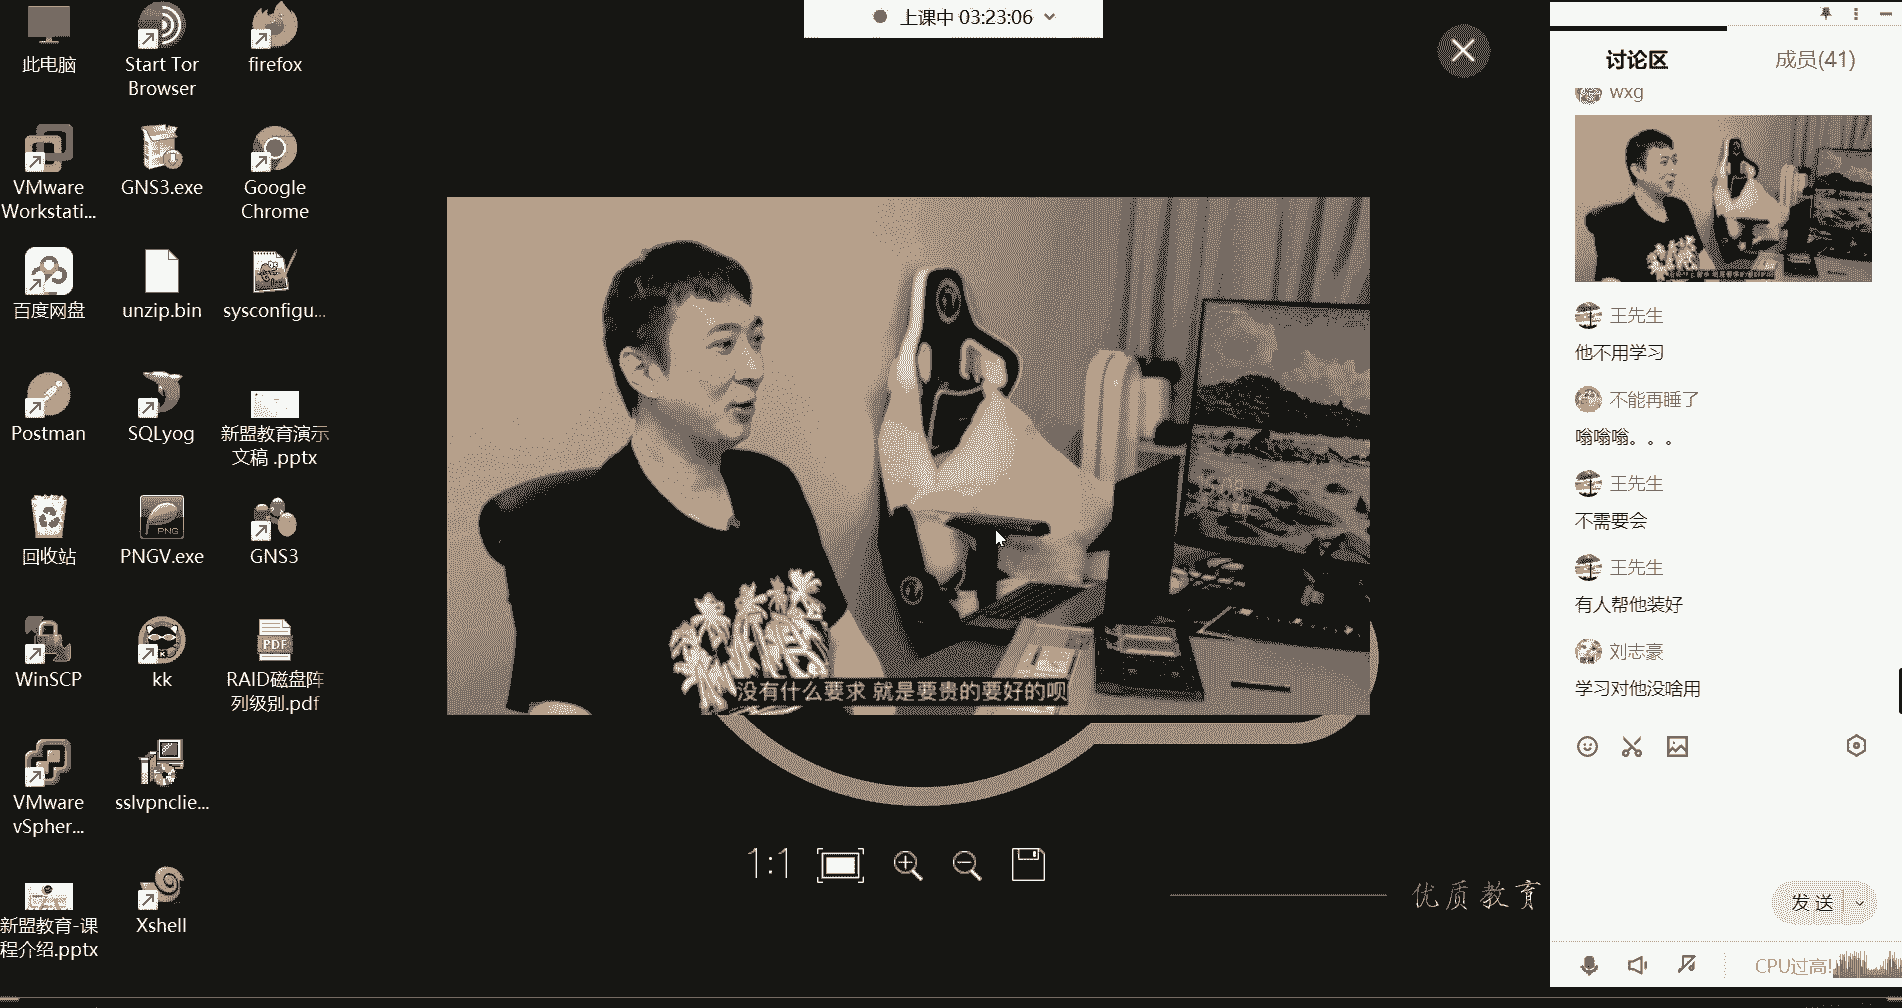 上课中 03:23:06
此电脑
Start Tor
Browser
firefox
VMware
Workstati...
GNS3.exe
Google
Chrome
百度网盘
unzip.bin
sysconfigu...
Postman
SQLyog
新盟教育演示
文稿 .pptx
回收站
PNG
PNGV.exe
GNS3
WinSCP
kk
PDF
RAID磁盘阵
列级别.pdf
VMware
vSpher...
sslvpnclie...
新盟教育-课
程介绍.pptx
Xshell
没有什么要求 就是要贵的要好的呗
1:1
优质教育
讨论区
成员(41)
wxg
王先生
他不用学习
不能再睡了
嗡嗡嗡。。。
王先生
不需要会
王先生
有人帮他装好
刘志豪
学习对他没啥用
发送
CPU过高!